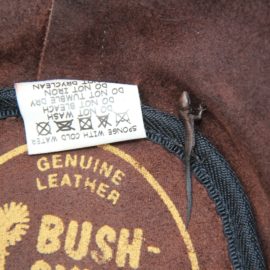 SPONGE WITH COLD WATER
DO NOT WASH
DO NOT BLEACH
DO NOT TUMBLE DRY
DO NOT IRON
DO NOT DRYCLEAN
GENUINE
LEATHER
BUSH-